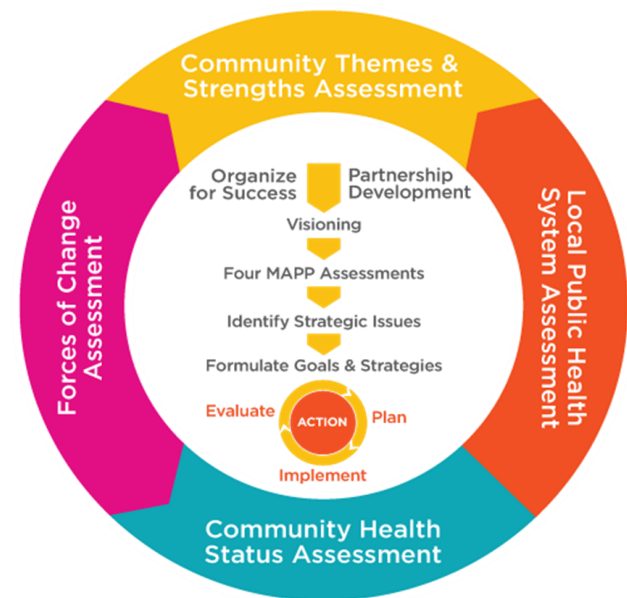 Community Themes &
Strengths Assessment
Local Public Health
System Assessment
Community Health
Status Assessment
Forces of Change
Assessment
Organize
for Success
Partnership
Development
Visioning
Four MAPP Assessments
Identify Strategic Issues
Formulate Goals & Strategies
Evaluate
ACTION
Plan
Implement